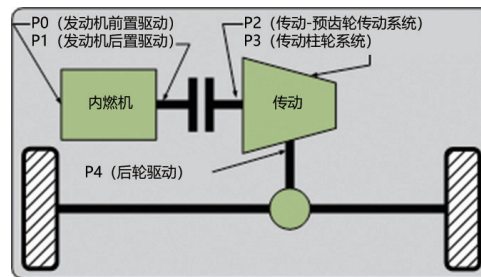 P0（发动机前置驱动）
P1（发动机后置驱动）
P2（传动-预齿轮传动系统）
P3（传动柱轮系统）
内燃机
传动
P4（后轮驱动）